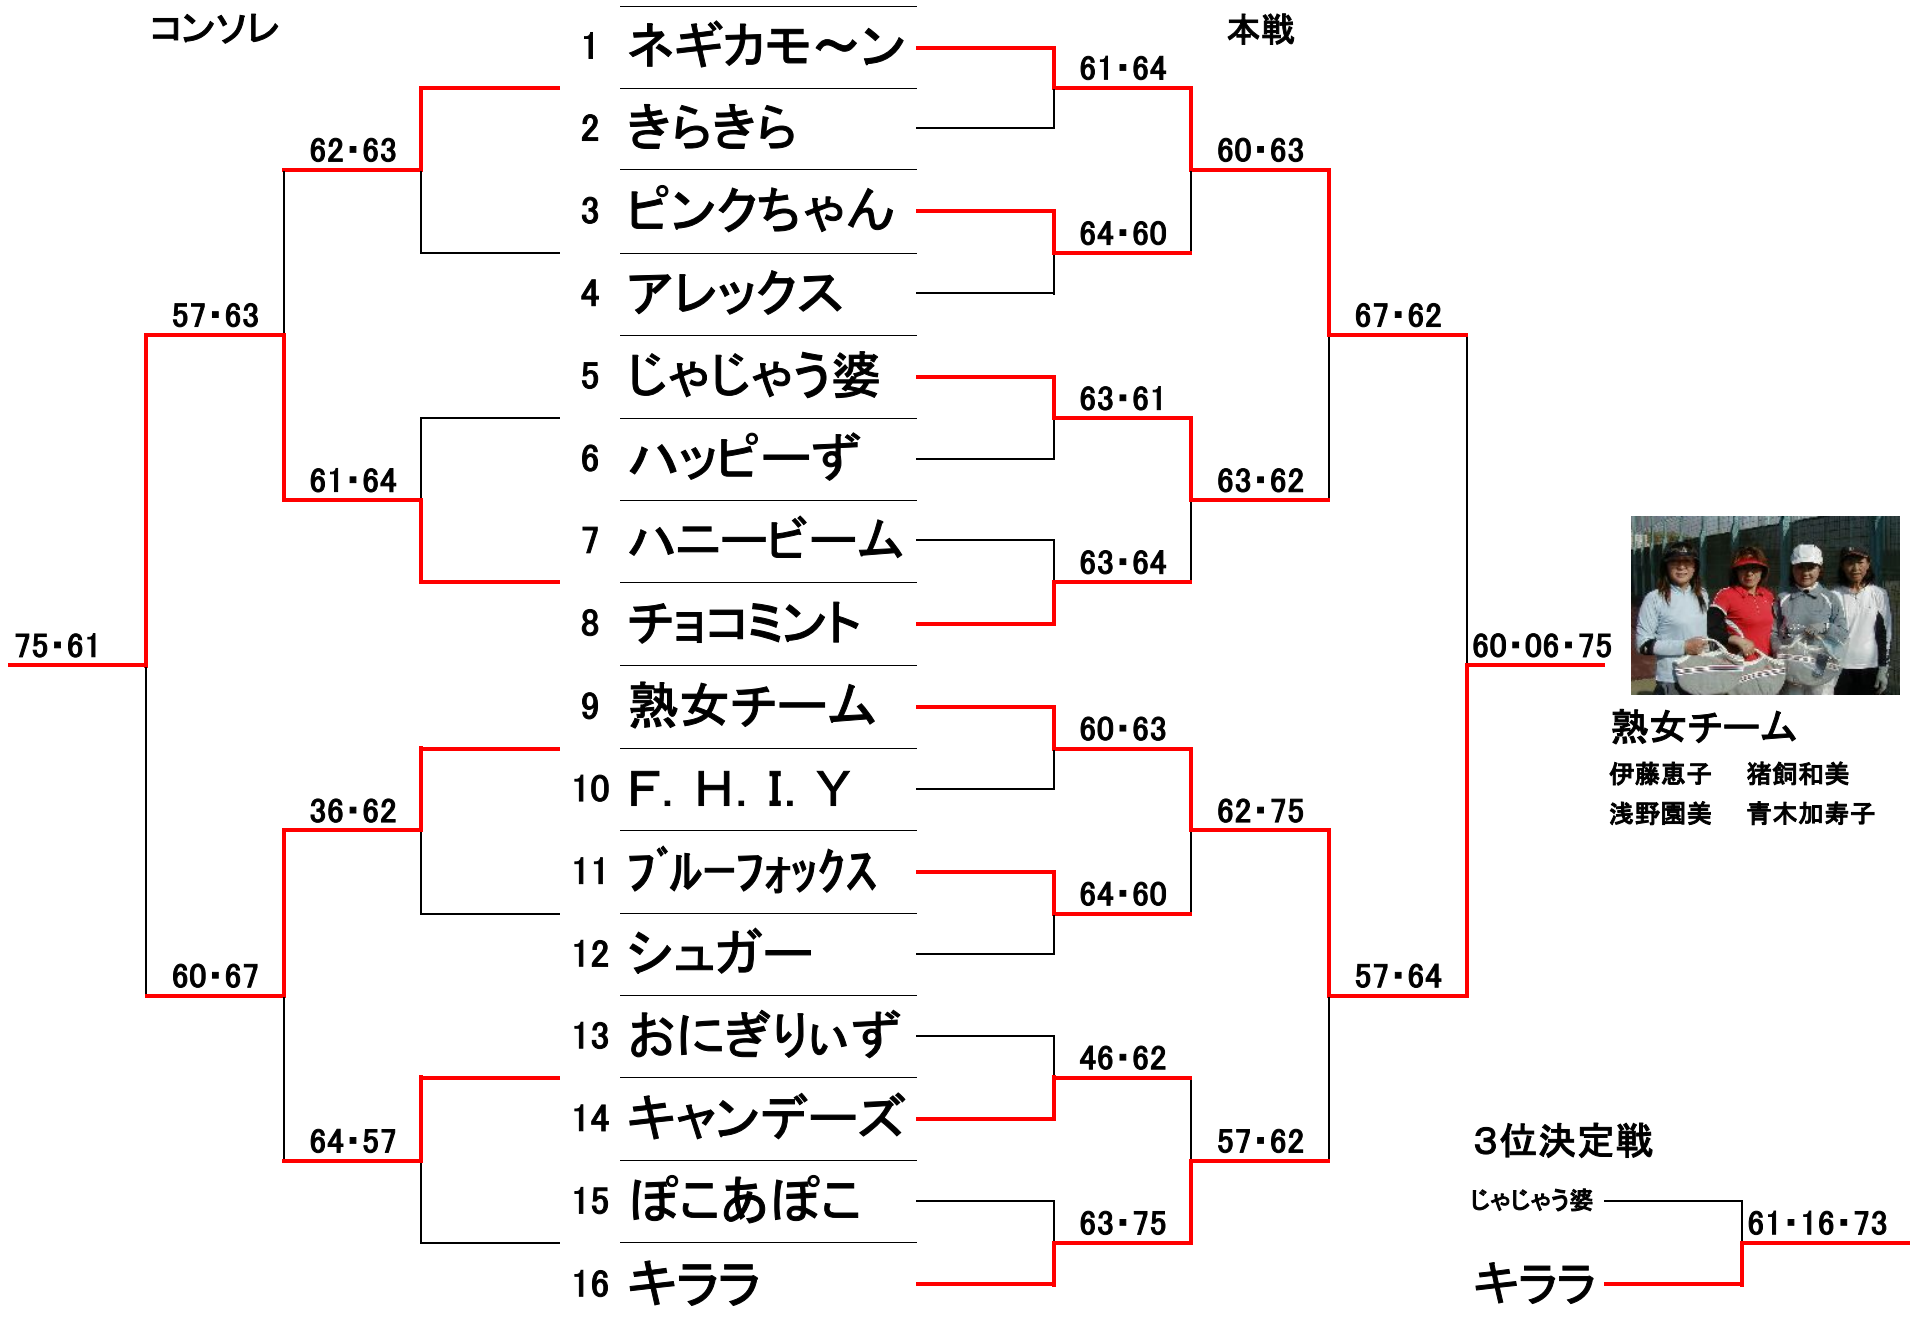 コンソレ
本戦
1 ネギカモ～ン
61・64
2 きらきら
62・63
60・63
3 ピンクちゃん
64・60
4 アレックス
57・63
67・62
5 じゃじゃう婆
63・61
6 ハッピーず
61・64
63・62
7 ハニービーム
63・64
8 チョコミント
75・61
60・06・75
9 熟女チーム
60・63
熟女チーム
伊藤恵子 猪飼和美
10 Ｆ．Ｈ．Ｉ．Ｙ
36・62
62・75
浅野園美 青木加寿子
11 ブルーフォックス
64・60
12 シュガー
60・67
57・64
13 おにぎりぃず
46・62
14 キャンデーズ
64・57
57・62
３位決定戦
15 ぽこあぽこ
じゃじゃう婆
63・75
61・16・73
16 キララ
キララ